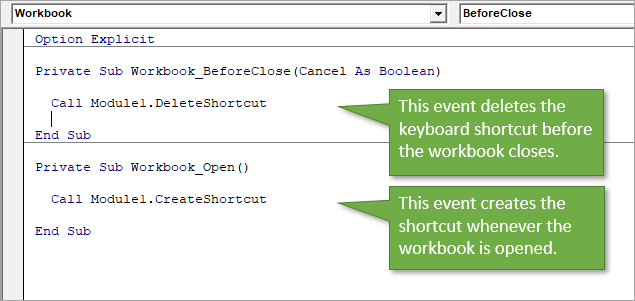 Workbook
BeforeClose
Option Explicit
Private Sub Workbook_BeforeClose(Cancel As Boolean)
Call Module1.DeleteShortcut
End Sub
Private Sub Workbook_Open()
Call Module1.CreateShortcut
End Sub
This event deletes the
keyboard shortcut before
the workbook closes.
This event creates the
shortcut whenever the
workbook is opened.